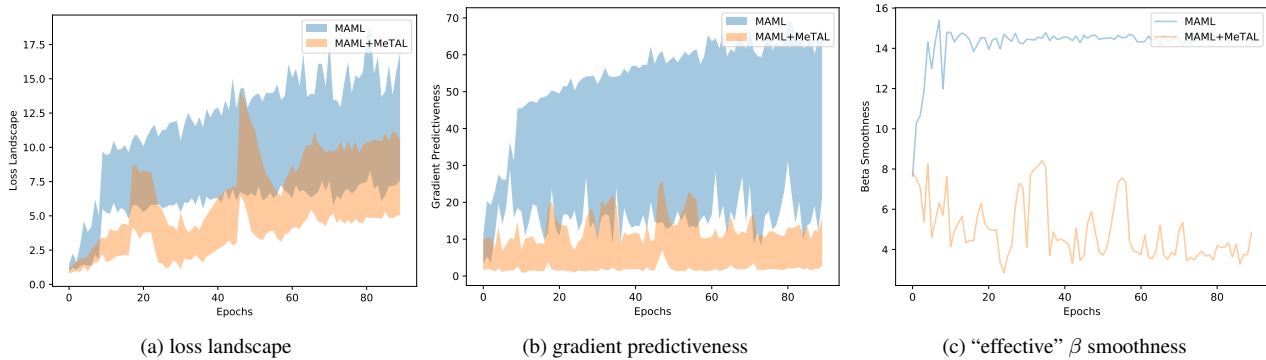 MAML
MAML+MeTAL
17.5
15.0
12.5
10.0
7.5
5.0
2.5
0.0
Loss Landscape
0 20 40 60 80
Epochs
(a) loss landscape
MAML
MAML+MeTAL
70
60
50
40
30
20
10
0
Gradient Predictiveness
0 20 40 60 80
Epochs
(b) gradient predictiveness
MAML
MAML+MeTAL
16
14
12
10
8
6
4
2
Beta Smoothness
0 20 40 60 80
Epochs
(c) “effective” β smoothness